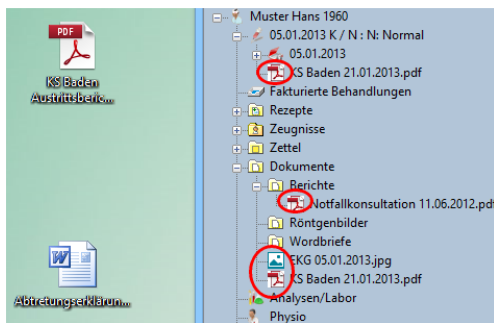 PDF
KS Baden
Austrittsberic...
W
Abtretungserklärun...
Muster Hans 1960
05.01.2013 K / N : N: Normal
05.01.2013
KS Baden 21.01.2013.pdf
Fakturierte Behandlungen
Rezepte
Zeugnisse
Zettel
Dokumente
Berichte
Notfallkonsultation 11.06.2012.pdf
Röntgenbilder
Wordbriefe
EKG 05.01.2013.jpg
KS Baden 21.01.2013.pdf
Analysen/Labor
Physio